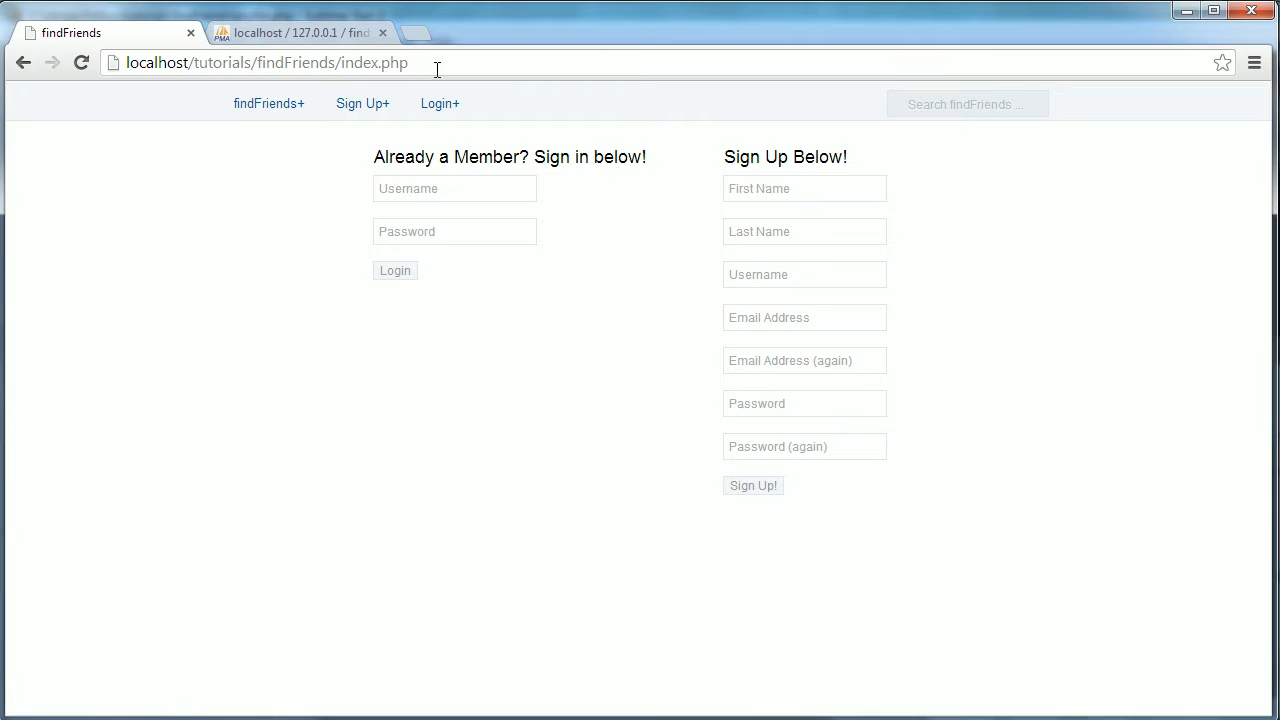 findFriends
localhost / 127.0.0.1 / find
localhost/tutorials/findFriends/index.php
findFriends+ Sign Up+ Login+ Search findFriends ...
Already a Member? Sign in below!
Username
Password
Login
Sign Up Below!
First Name
Last Name
Username
Email Address
Email Address (again)
Password
Password (again)
Sign Up!